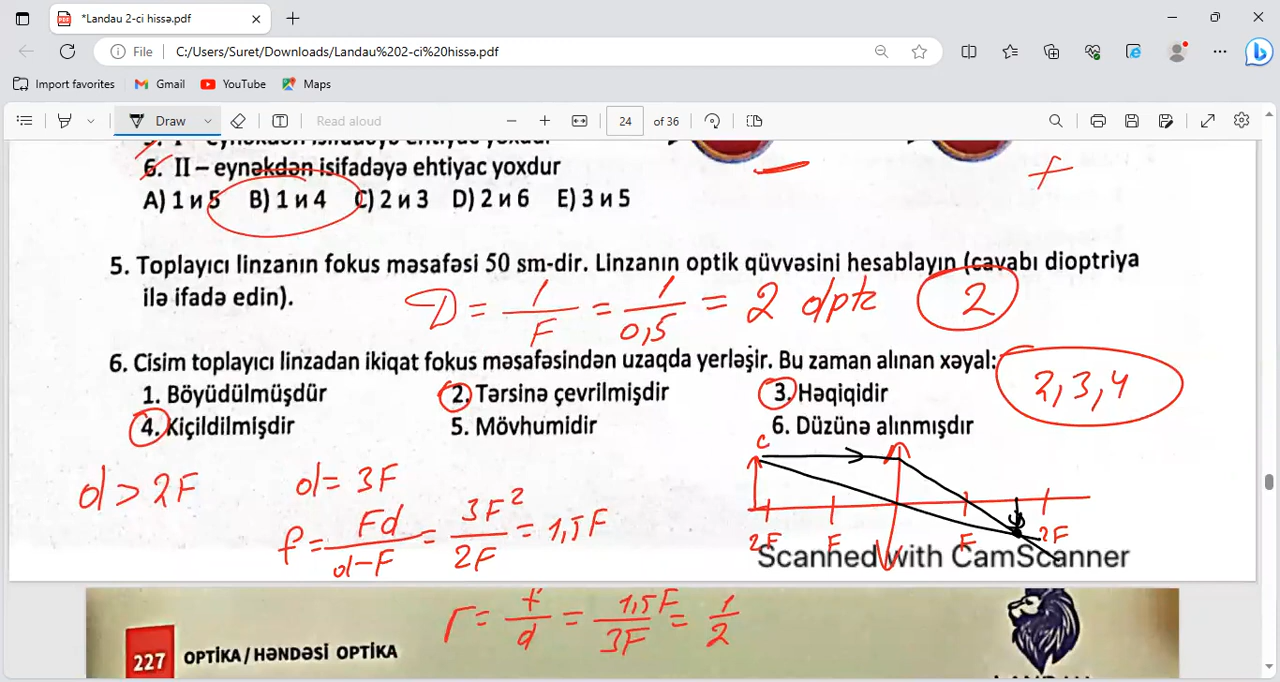 *Landau 2-ci hissə.pdf
File C:/Users/Suret/Downloads/Landau%202-ci%20hissə.pdf
Import favorites Gmail YouTube Maps
Draw Read aloud 24 of 36
6. II – eynəkdən isifadəyə ehtiyac yoxdur
A) 1 и 5 B) 1 и 4 C) 2 и 3 D) 2 и 6 E) 3 и 5
5. Toplayıcı linzanın fokus məsafəsi 50 sm-dir. Linzanın optik qüvvəsini hesablayın (cavabı dioptriya
ilə ifadə edin).
D = 1/F = 1/0,5 = 2 dptr 2
6. Cisim toplayıcı linzadan ikiqat fokus məsafəsindən uzaqda yerləşir. Bu zaman alınan xəyal:
2,3,4
1. Böyüdülmüşdür 2. Tərsinə çevrilmişdir 3. Həqiqidir
4. Kiçildilmişdir 5. Mövhumidir 6. Düzünə alınmışdır
C
d > 2F d = 3F
f = Fd/d-F = 3F²/2F = 1,5F
2F F F 2F
Scanned with CamScanner
Γ = f/d = 1,5F/3F = 1/2
227 OPTİKA/HƏNDƏSİ OPTİKA